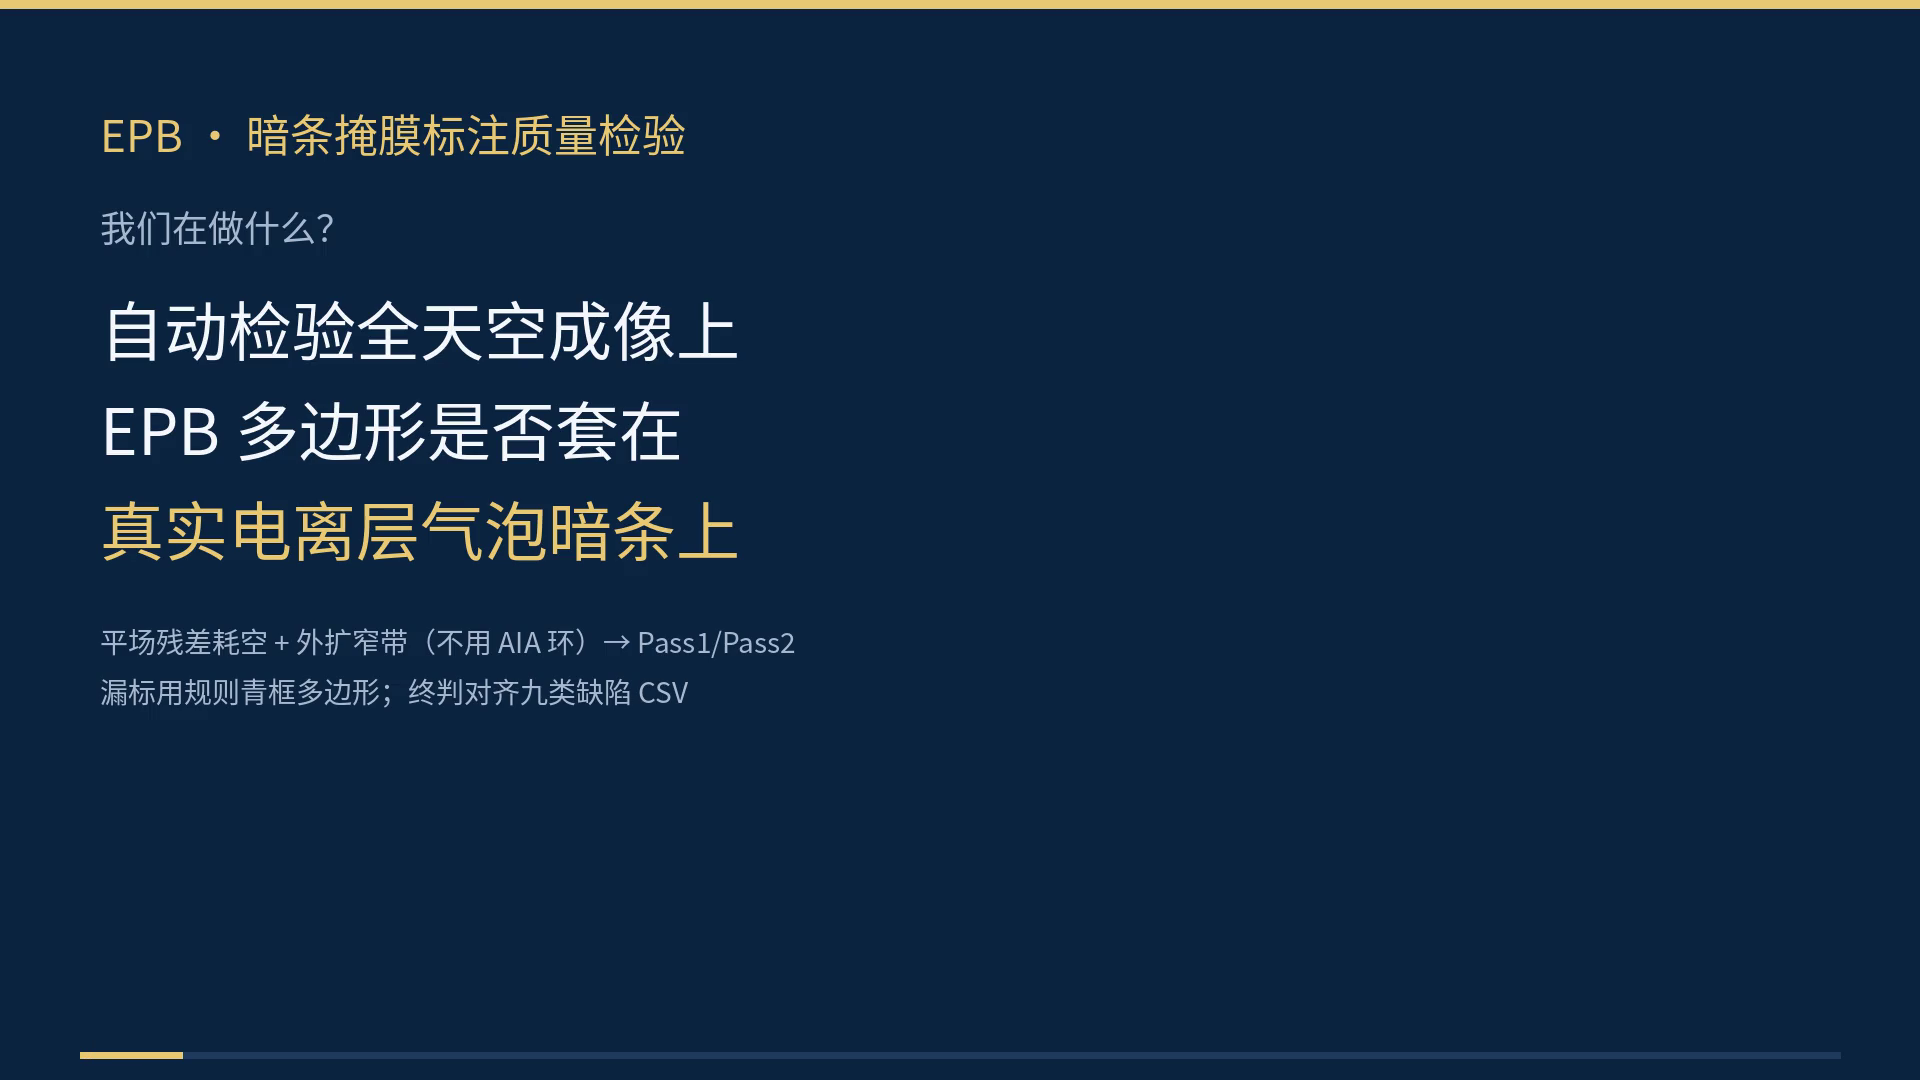 EPB · 暗条掩膜标注质量检验
我们在做什么？
自动检验全天空成像上
EPB 多边形是否套在
真实电离层气泡暗条上
平场残差耗空 + 外扩窄带（不用 AIA 环）→ Pass1/Pass2
漏标用规则青框多边形；终判对齐九类缺陷 CSV